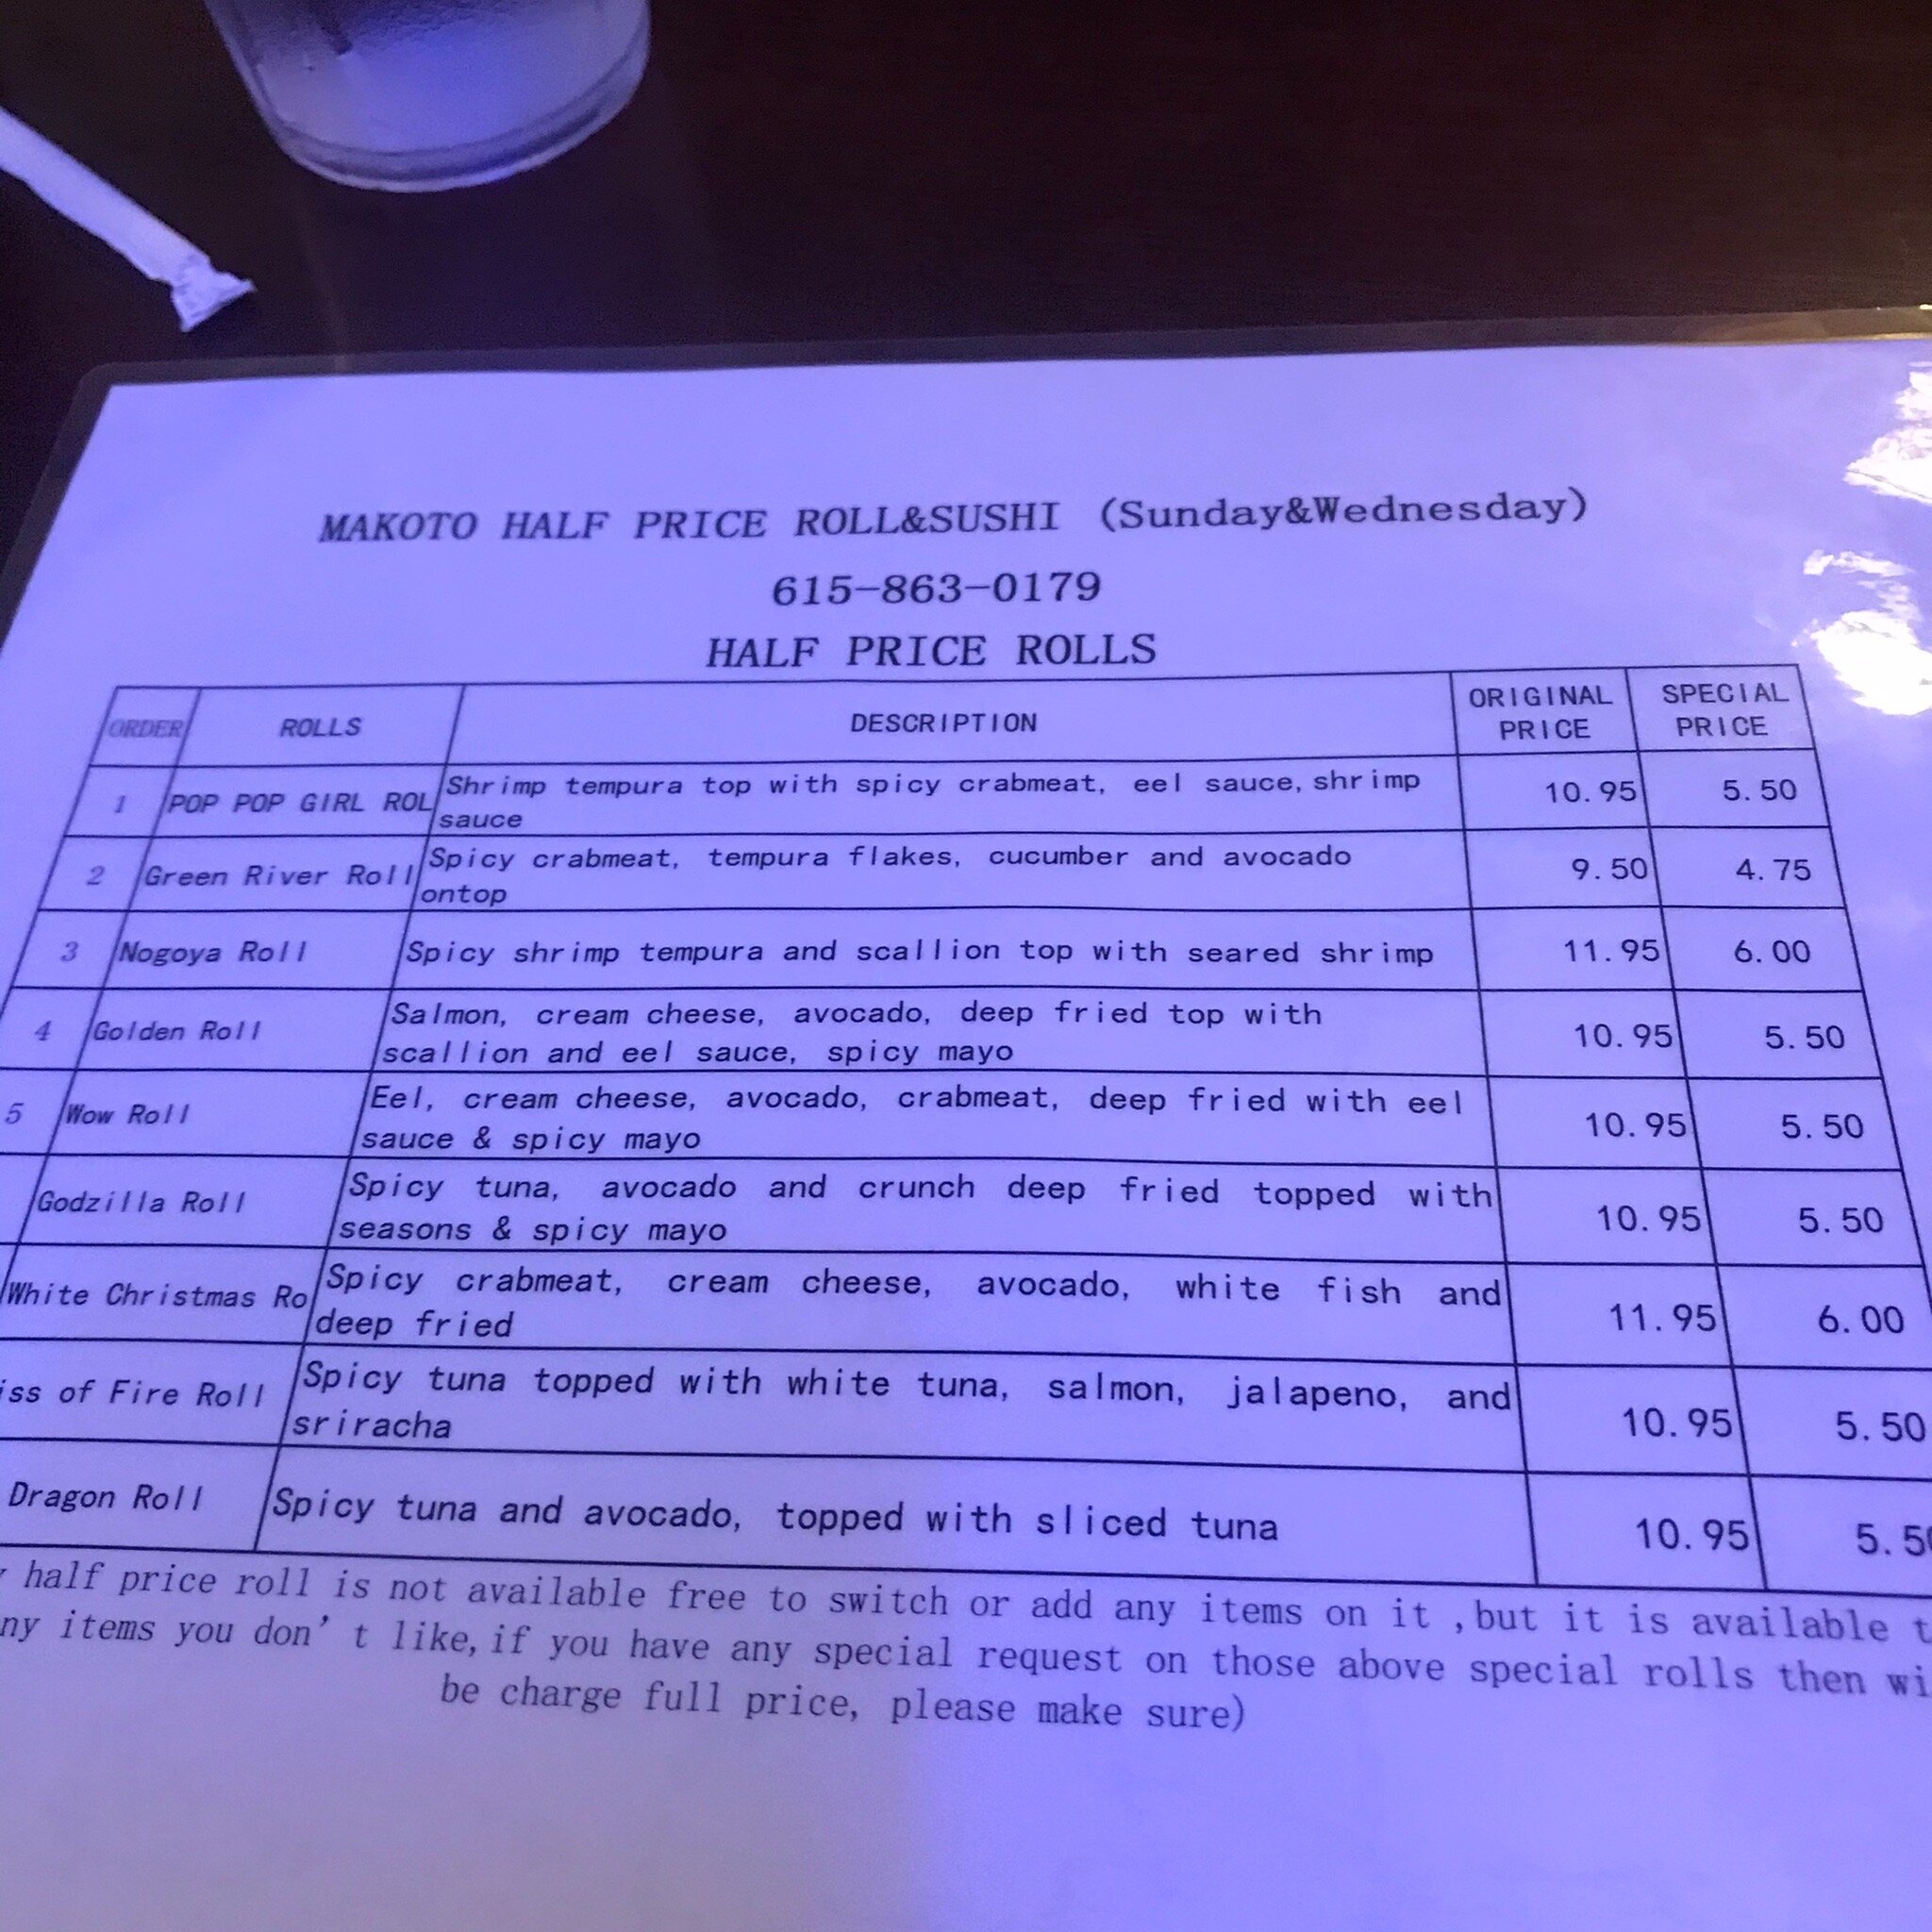 MAKOTO HALF PRICE ROLL&SUSHI (Sunday&Wednesday)
615-863-0179
HALF PRICE ROLLS
ORDER ROLLS DESCRIPTION ORIGINAL PRICE SPECIAL PRICE
1 POP POP GIRL ROL Shrimp tempura top with spicy crabmeat, eel sauce, shrimp sauce 10.95 5.50
2 Green River Roll Spicy crabmeat, tempura flakes, cucumber and avocado ontop 9.50 4.75
3 Nogoya Roll Spicy shrimp tempura and scallion top with seared shrimp 11.95 6.00
4 Golden Roll Salmon, cream cheese, avocado, deep fried top with scallion and eel sauce, spicy mayo 10.95 5.50
5 Wow Roll Eel, cream cheese, avocado, crabmeat, deep fried with eel sauce & spicy mayo 10.95 5.50
Godzilla Roll Spicy tuna, avocado and crunch deep fried topped with seasons & spicy mayo 10.95 5.50
White Christmas Ro Spicy crabmeat, cream cheese, avocado, white fish and deep fried 11.95 6.00
iss of Fire Roll Spicy tuna topped with white tuna, salmon, jalapeno, and sriracha 10.95 5.50
Dragon Roll Spicy tuna and avocado, topped with sliced tuna 10.95 5.50
half price roll is not available free to switch or add any items on it ,but it is available t
ny items you don't like, if you have any special request on those above special rolls then wi
be charge full price, please make sure)